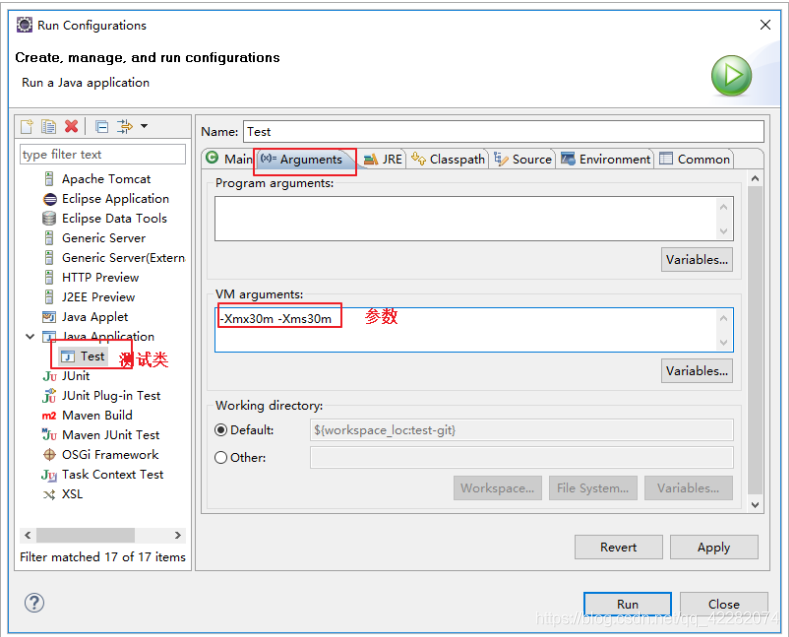 Run Configurations
Create, manage, and run configurations
Run a Java application
type filter text
Apache Tomcat
Eclipse Application
Eclipse Data Tools
Generic Server
Generic Server(Extern
HTTP Preview
J2EE Preview
Java Applet
Java Application
Test 测试类
JUnit
JUnit Plug-in Test
Maven Build
Maven JUnit Test
OSGi Framework
Task Context Test
XSL
Filter matched 17 of 17 items
Name: Test
Main (x)= Arguments JRE Classpath Source Environment Common
Program arguments:
Variables...
VM arguments:
-Xmx30m -Xms30m 参数
Variables...
Working directory:
Default: ${workspace_loc:test-git}
Other:
Workspace... File System... Variables...
Revert Apply
Run Close
https://blog.csdn.net/qq_42282074